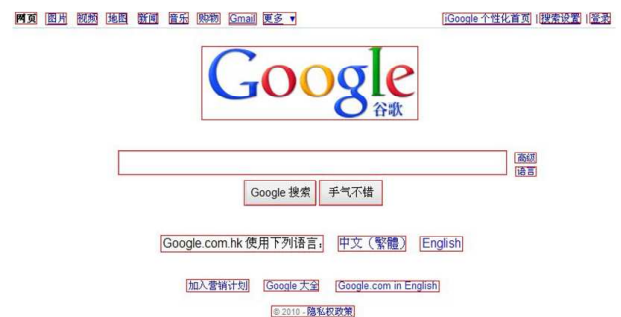 网页 图片 视频 地图 新闻 音乐 购物 Gmail 更多 ▼ iGoogle 个性化首页 | 搜索设置 | 登录
Google
谷歌
高级
语言
Google 搜索 手气不错
Google.com.hk 使用下列语言： 中文（繁體） English
加入营销计划 Google 大全 Google.com in English
© 2010 - 隐私权政策